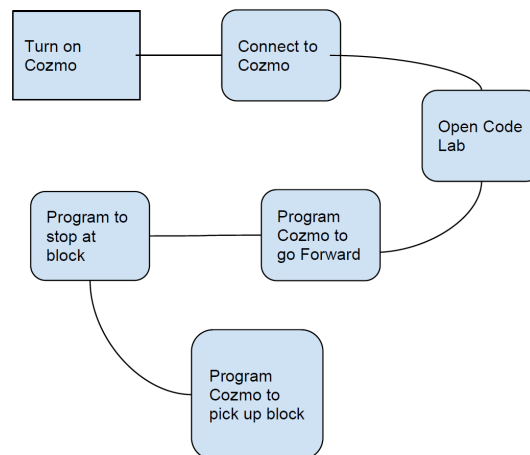 Turn on
Cozmo
Connect to
Cozmo
Open Code
Lab
Program
Cozmo to
go Forward
Program to
stop at
block
Program
Cozmo to
pick up block